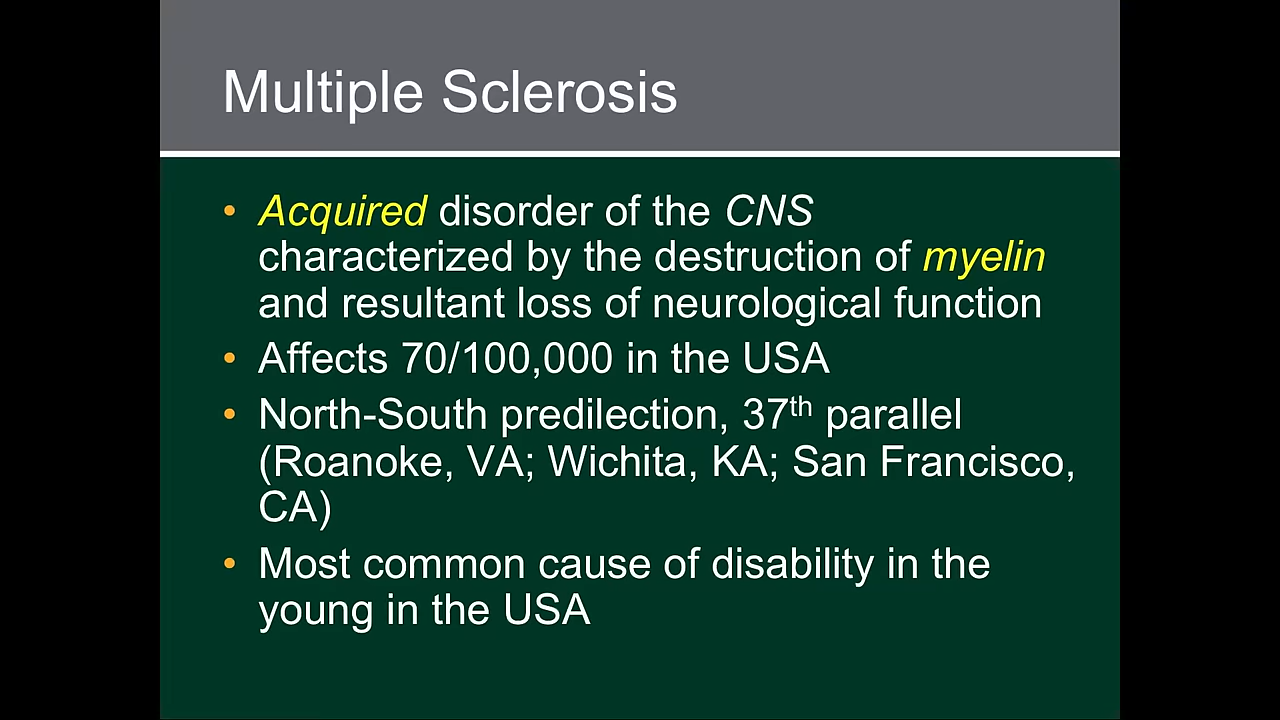 Multiple Sclerosis
• Acquired disorder of the CNS
characterized by the destruction of myelin
and resultant loss of neurological function
• Affects 70/100,000 in the USA
• North-South predilection, 37th parallel
(Roanoke, VA; Wichita, KA; San Francisco,
CA)
• Most common cause of disability in the
young in the USA